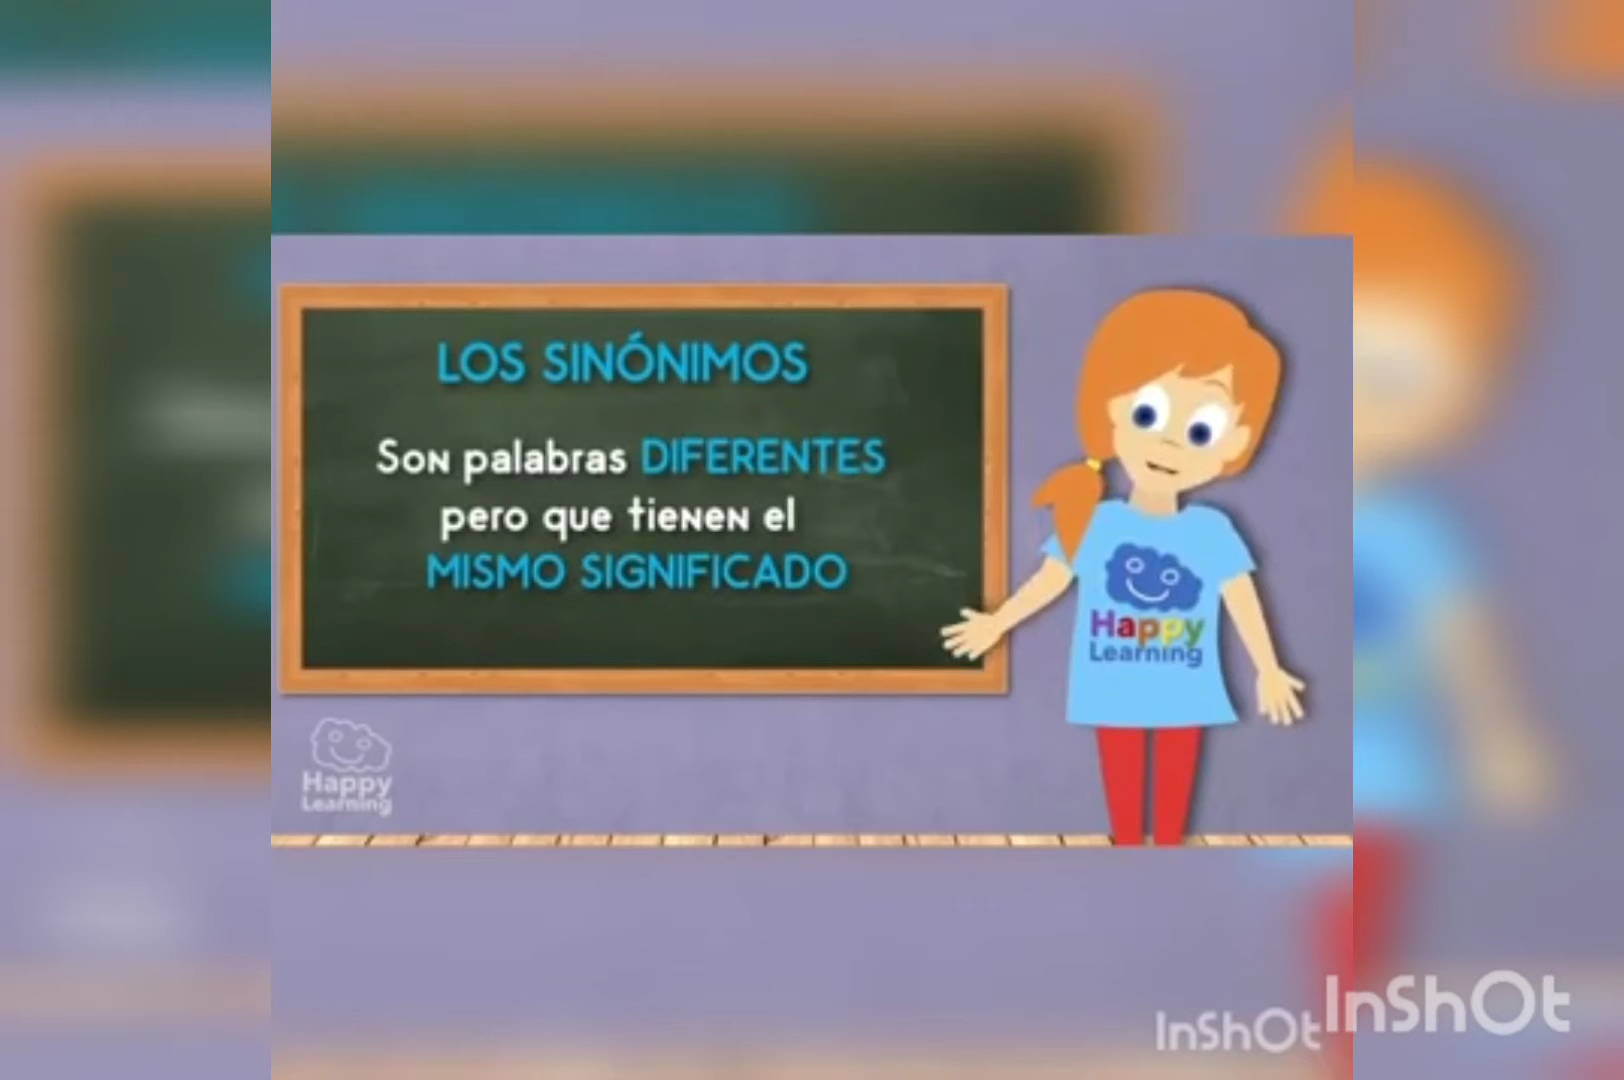 LOS SINÓNIMOS
Son palabras DIFERENTES
pero que tienen el
MISMO SIGNIFICADO
Happy
Learning
Happy
Learning
InShOt
InShOt